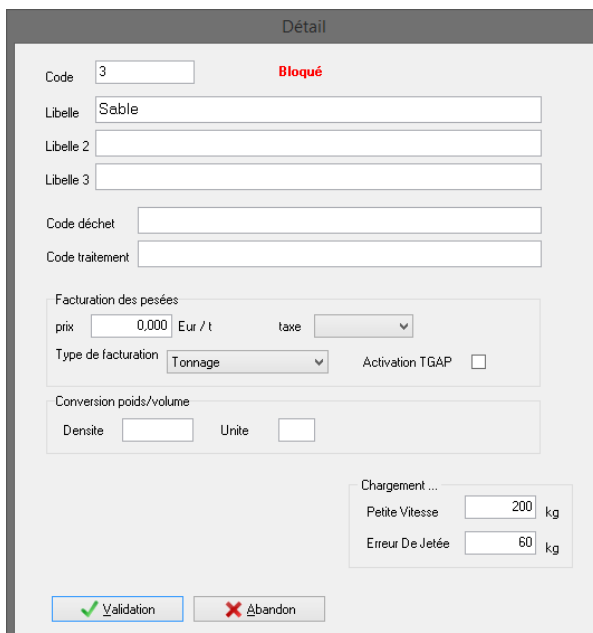 Détail
Code 3 Bloqué
Libelle Sable
Libelle 2
Libelle 3
Code déchet
Code traitement
Facturation des pesées
prix 0,000 Eur / t taxe
Type de facturation Tonnage Activation TGAP
Conversion poids/volume
Densite Unite
Chargement ...
Petite Vitesse 200 kg
Erreur De Jetée 60 kg
Validation Abandon